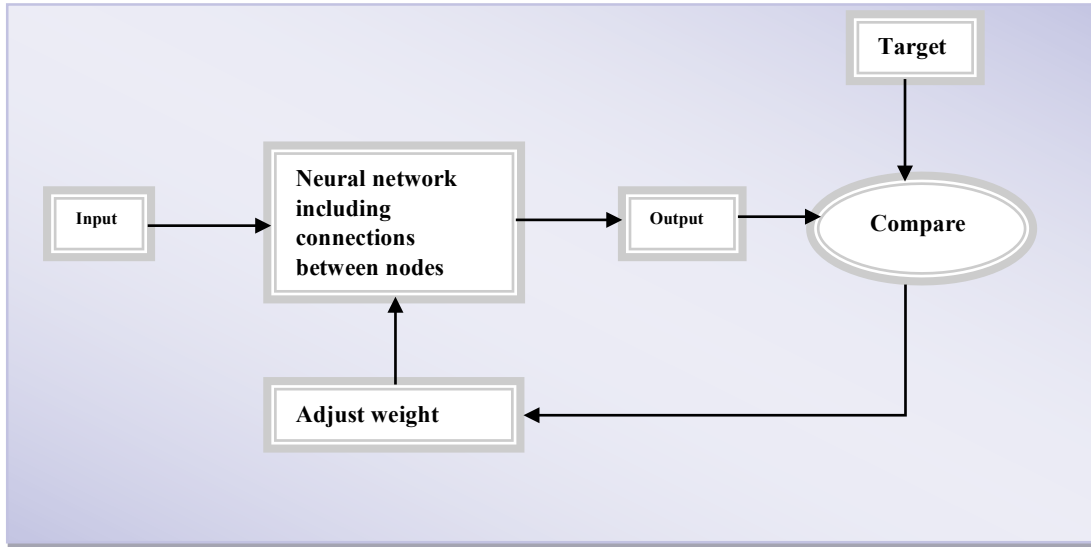 Target
Input
Neural network
including
connections
between nodes
Output
Compare
Adjust weight